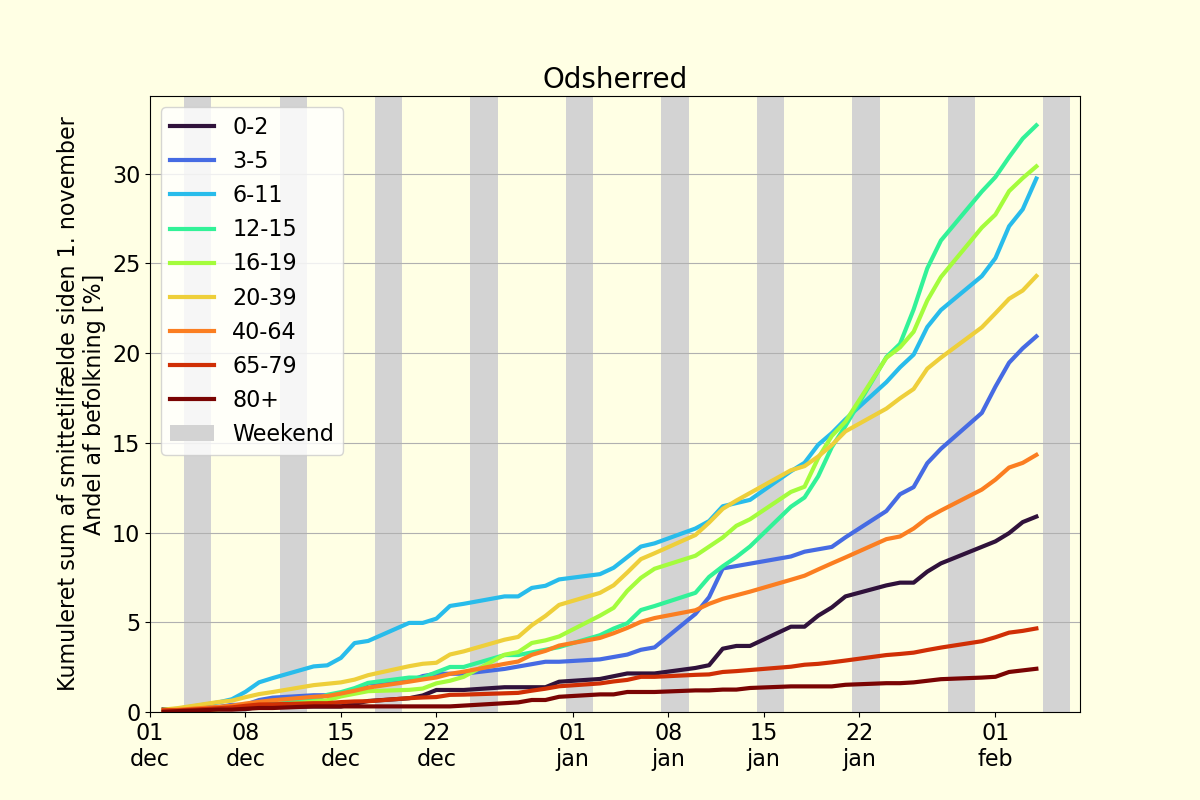 Odsherred
Kumuleret sum af smittetilfælde siden 1. november
Andel af befolkning [%]
30
25
20
15
10
5
0
0-2
3-5
6-11
12-15
16-19
20-39
40-64
65-79
80+
Weekend
01 08 15 22 01 08 15 22 01
dec dec dec dec jan jan jan jan feb